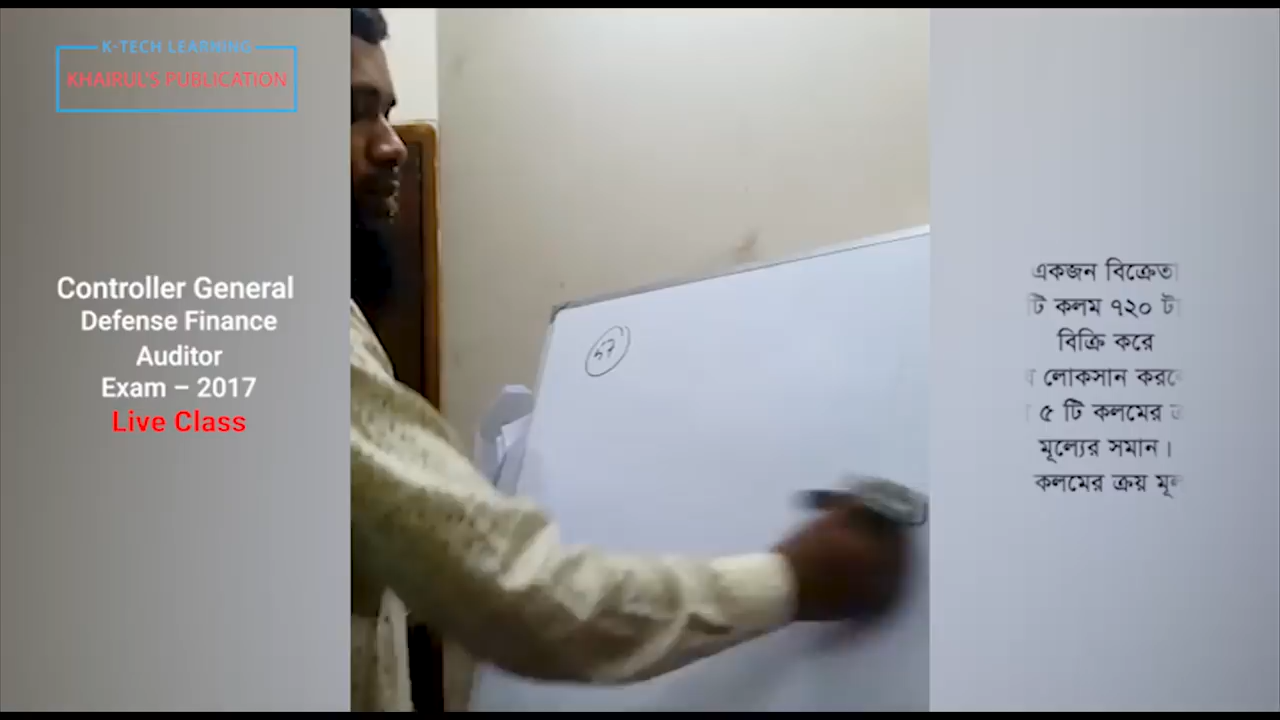 K-TECH LEARNING
KHAIRUL'S PUBLICATION
Controller General
Defense Finance
Auditor
Exam – 2017
Live Class
57
একজন বিক্রেতা
টি কলম ৭২০
বিক্রি করে
লোকসান
৫ টি কলমের
মূল্যের সমান।
কলমের ক্রয়